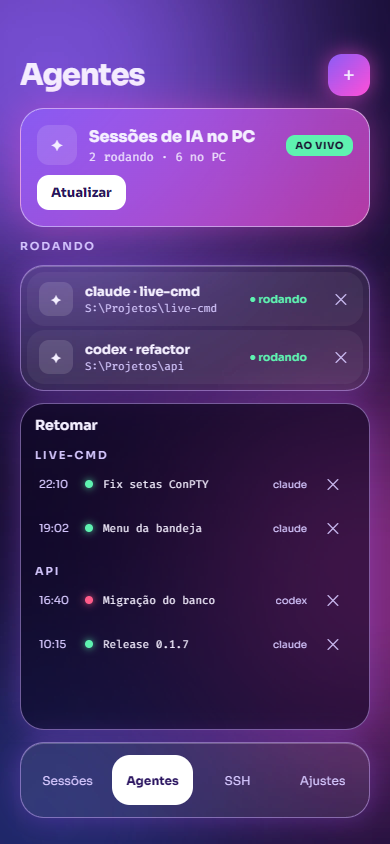 Agentes
+
Sessões de IA no PC
2 rodando · 6 no PC
AO VIVO
Atualizar
RODANDO
claude · live-cmd
S:\Projetos\live-cmd
rodando
codex · refactor
S:\Projetos\api
rodando
Retomar
LIVE-CMD
22:10 Fix setas ConPTY claude
19:02 Menu da bandeja claude
API
16:40 Migração do banco codex
10:15 Release 0.1.7 claude
Sessões Agentes SSH Ajustes